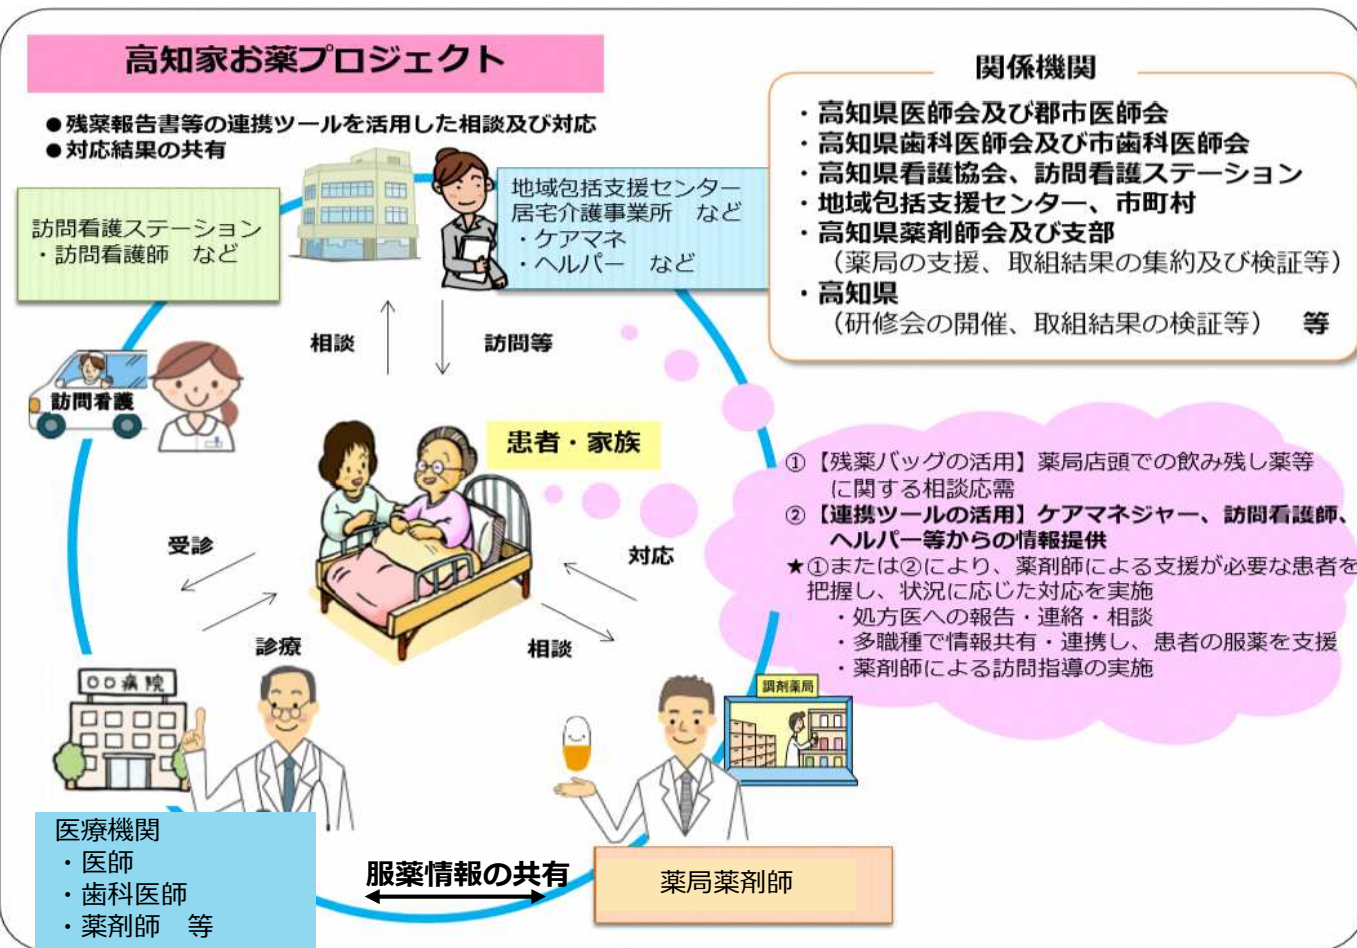 高知家お薬プロジェクト
●残薬報告書等の連携ツールを活用した相談及び対応
●対応結果の共有
関係機関
・高知県医師会及び郡市医師会
・高知県歯科医師会及び市歯科医師会
・高知県看護協会、訪問看護ステーション
・地域包括支援センター、市町村
・高知県薬剤師会及び支部
（薬局の支援、取組結果の集約及び検証等）
・高知県
（研修会の開催、取組結果の検証等）　等
訪問看護ステーション
・訪問看護師　など
地域包括支援センター
居宅介護事業所　など
・ケアマネ
・ヘルパー　など
相談
訪問等
訪問看護
患者・家族
①【残薬バッグの活用】薬局店頭での飲み残し薬等
に関する相談応需
②【連携ツールの活用】ケアマネジャー、訪問看護師、
ヘルパー等からの情報提供
★①または②により、薬剤師による支援が必要な患者を
把握し、状況に応じた対応を実施
・処方医への報告・連絡・相談
・多職種で情報共有・連携し、患者の服薬を支援
・薬剤師による訪問指導の実施
受診
対応
診療
相談
〇〇病院
調剤薬局
医療機関
・医師
・歯科医師
・薬剤師　等
服薬情報の共有
薬局薬剤師